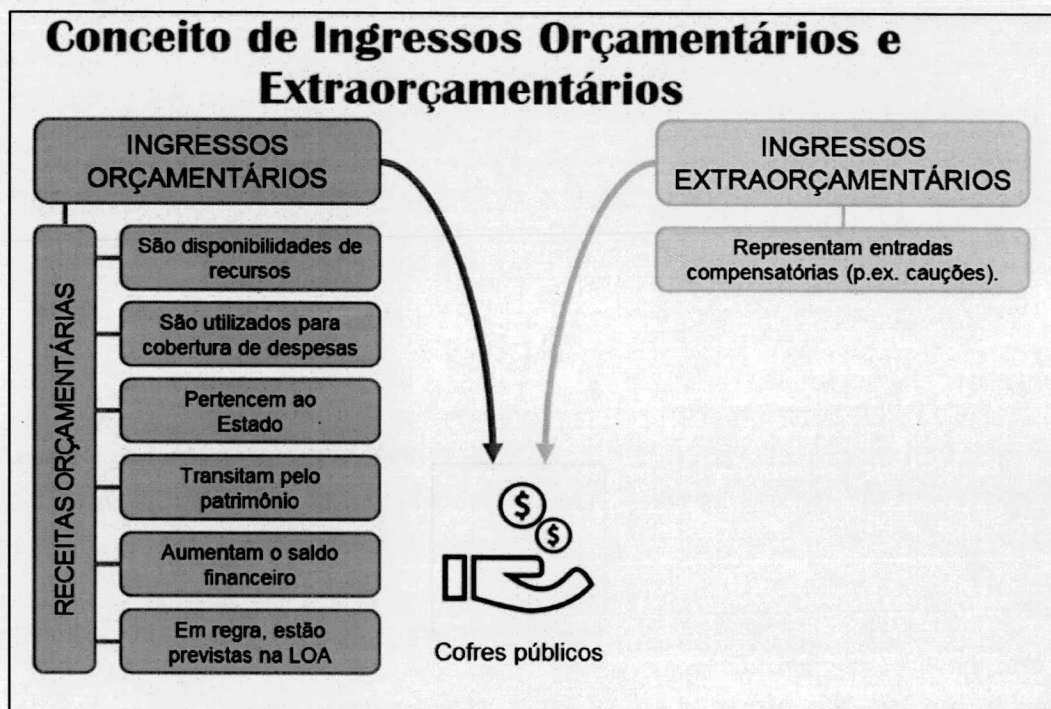 Conceito de Ingressos Orçamentários e
Extraorçamentários
INGRESSOS
ORÇAMENTÁRIOS
RECEITAS ORÇAMENTÁRIAS
São disponibilidades de
recursos
São utilizados para
cobertura de despesas
Pertencem ao
Estado
Transitam pelo
patrimônio
Aumentam o saldo
financeiro
Em regra, estão
previstas na LOA
INGRESSOS
EXTRAORÇAMENTÁRIOS
Representam entradas
compensatórias (p.ex. cauções).
$
$
Cofres públicos